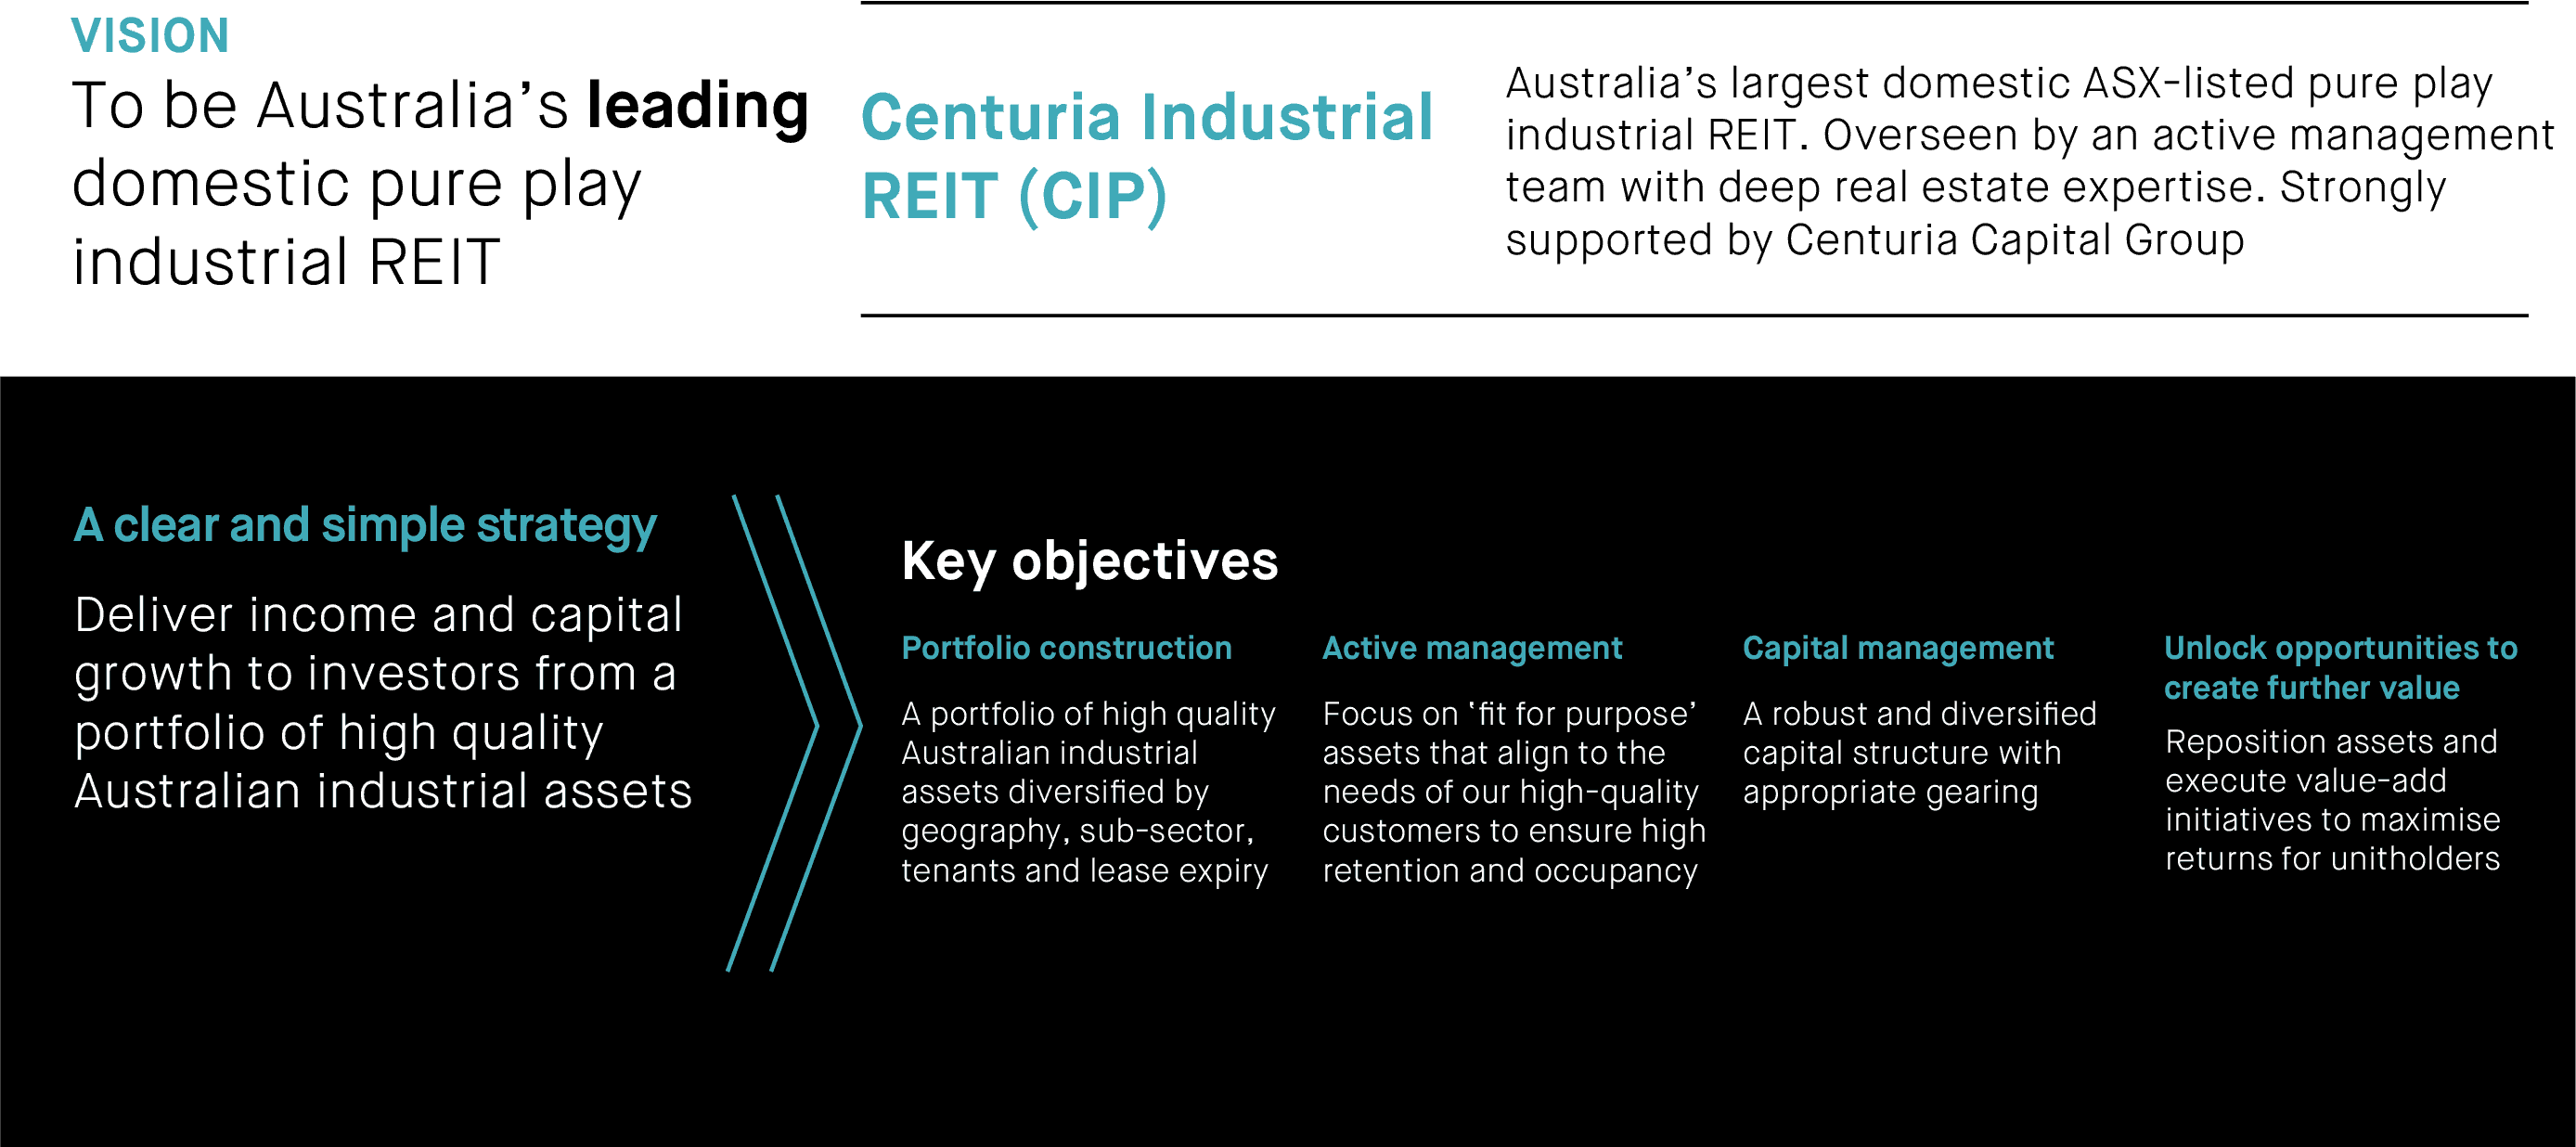 VISION
To be Australia’s leading
domestic pure play
industrial REIT
Centuria Industrial
REIT (CIP)
Australia’s largest domestic ASX-listed pure play
industrial REIT. Overseen by an active management
team with deep real estate expertise. Strongly
supported by Centuria Capital Group
A clear and simple strategy
Deliver income and capital
growth to investors from a
portfolio of high quality
Australian industrial assets
Key objectives
Portfolio construction
A portfolio of high quality
Australian industrial
assets diversified by
geography, sub-sector,
tenants and lease expiry
Active management
Focus on ‘fit for purpose’
assets that align to the
needs of our high-quality
customers to ensure high
retention and occupancy
Capital management
A robust and diversified
capital structure with
appropriate gearing
Unlock opportunities to
create further value
Reposition assets and
execute value-add
initiatives to maximise
returns for unitholders